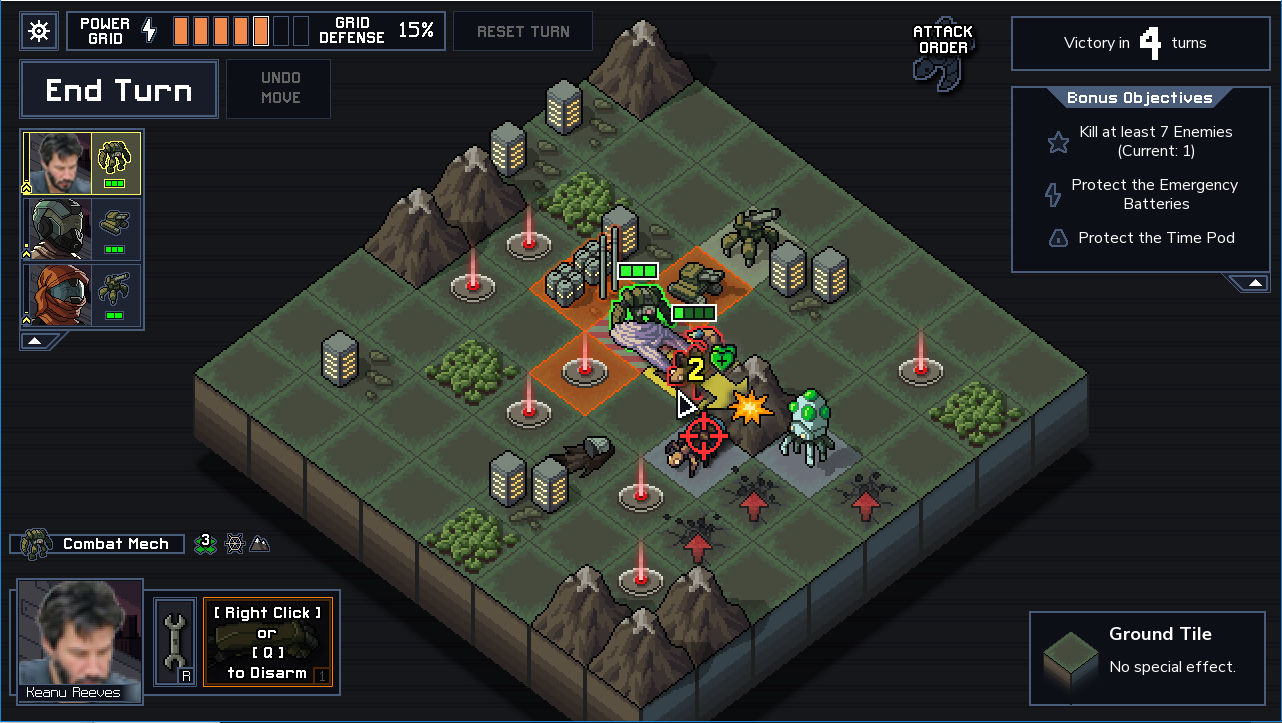 POWER
GRID
GRID
DEFENSE
15%
RESET TURN
ATTACK
ORDER
Victory in 4 turns
End Turn
UNDO
MOVE
Bonus Objectives
Kill at least 7 Enemies
(Current: 1)
Protect the Emergency
Batteries
Protect the Time Pod
2
Combat Mech
3
[ Right Click ]
or
[ Q ]
to Disarm
R
1
Keanu Reeves
Ground Tile
No special effect.